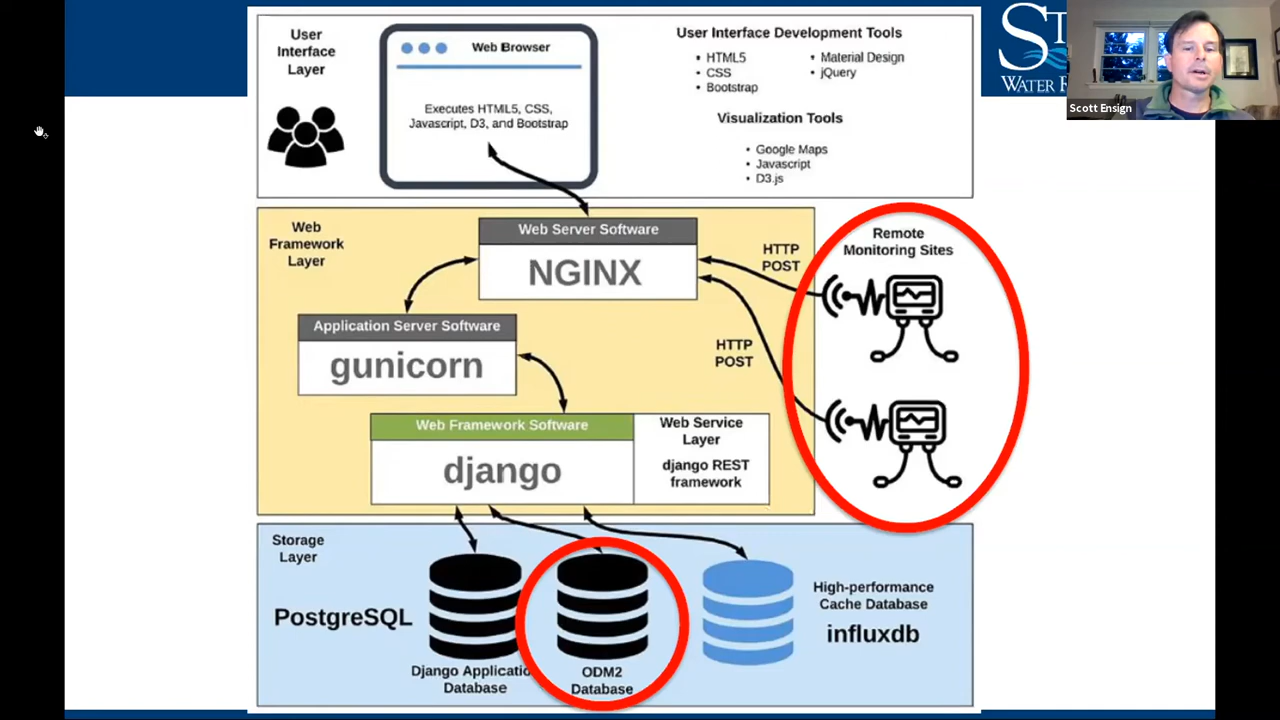 User
Interface
Layer
Web Browser
Executes HTML5, CSS,
Javascript, D3, and Bootstrap
User Interface Development Tools
• HTML5
• CSS
• Bootstrap
• Material Design
• jQuery
Visualization Tools
• Google Maps
• Javascript
• D3.js
WATER
Scott Ensign
Web
Framework
Layer
Web Server Software
NGINX
HTTP
POST
Remote
Monitoring Sites
Application Server Software
gunicorn
HTTP
POST
Web Framework Software
django
Web Service
Layer
django REST
framework
Storage
Layer
PostgreSQL
Django Applicatio
Database
ODM2
Database
High-performance
Cache Database
influxdb